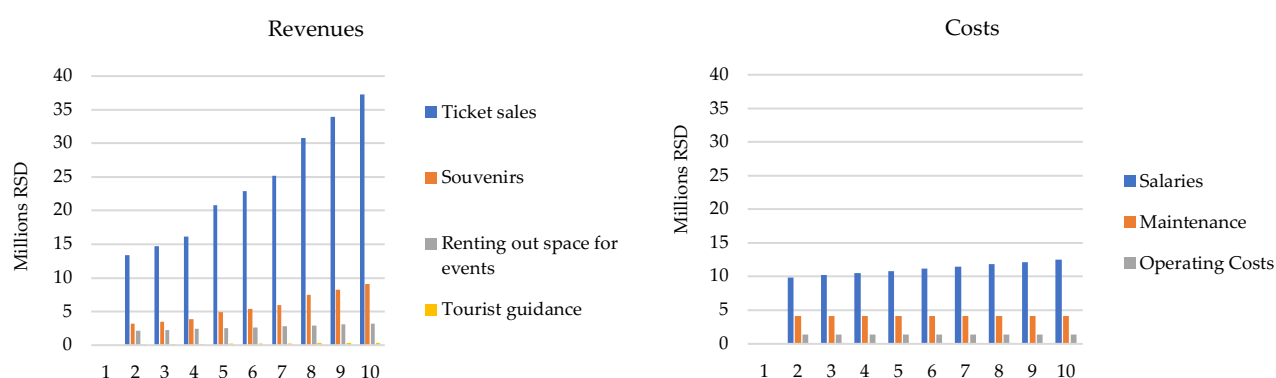 Revenues
Millions RSD
40
35
30
25
20
15
10
5
0
1 2 3 4 5 6 7 8 9 10
Ticket sales
Souvenirs
Renting out space for
events
Tourist guidance
Costs
Millions RSD
40
35
30
25
20
15
10
5
0
1 2 3 4 5 6 7 8 9 10
Salaries
Maintenance
Operating Costs